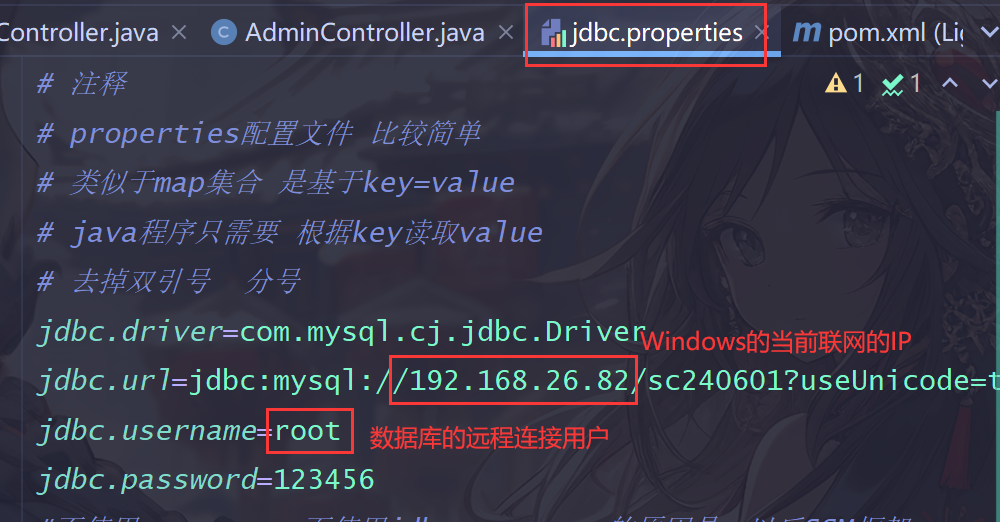 Controller.java AdminController.java jdbc.properties pom.xml
# 注释
1 1
# properties配置文件 比较简单
# 类似于map集合 是基于key=value
# java程序只需要 根据key读取value
# 去掉双引号 分号
jdbc.driver=com.mysql.cj.jdbc.Driver
Windows的当前联网的IP
jdbc.url=jdbc:mysql://192.168.26.82/sc240601?useUnicode=t
jdbc.username=root
数据库的远程连接用户
jdbc.password=123456